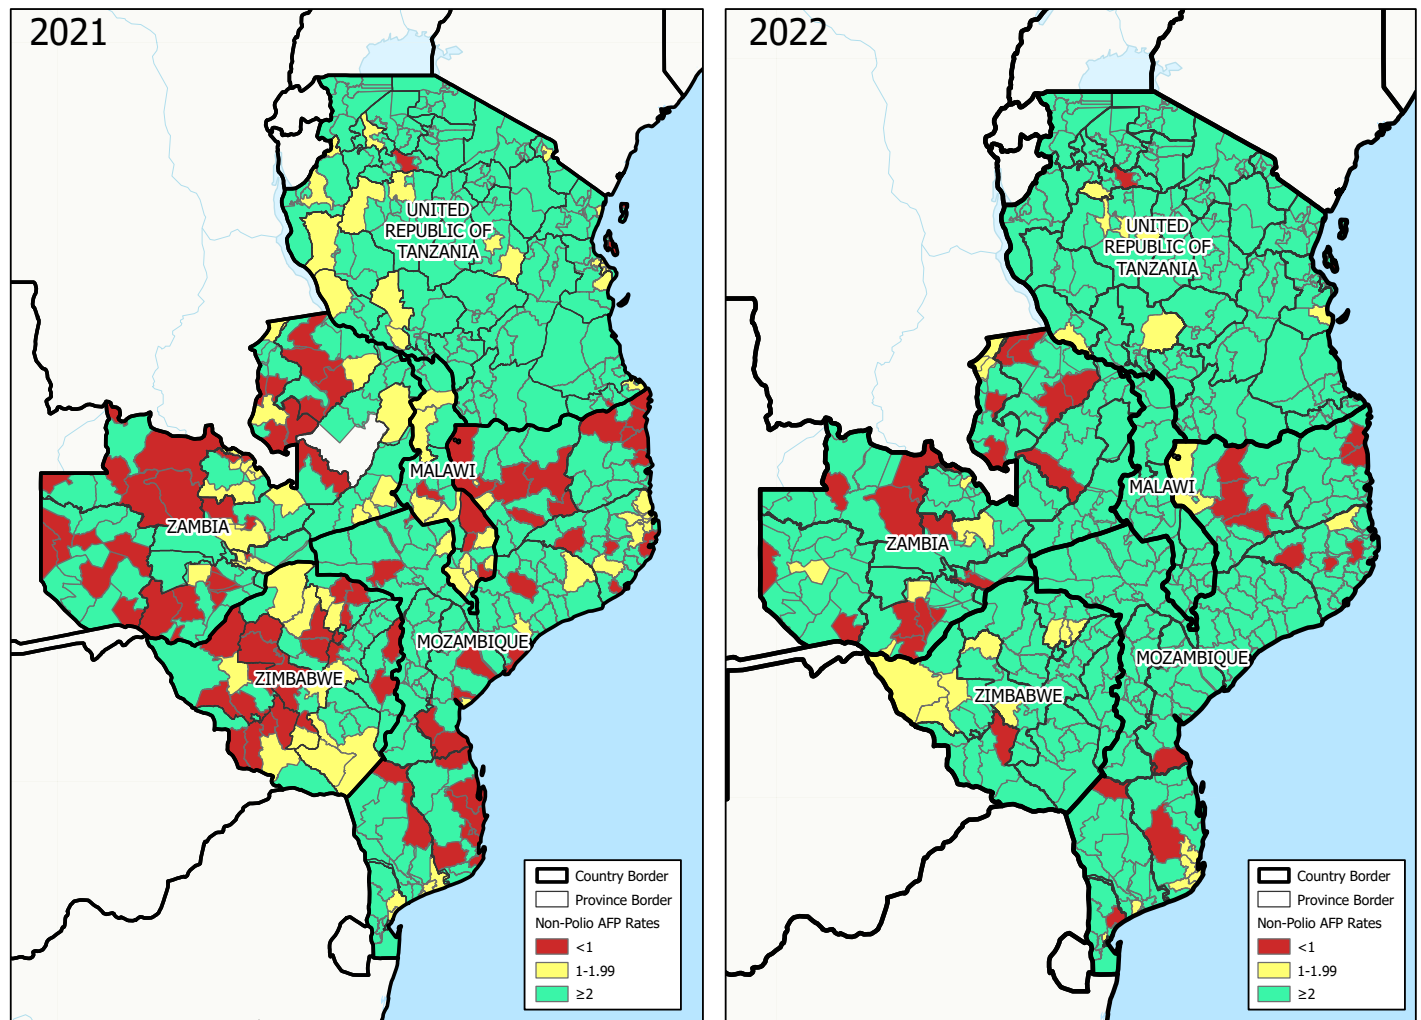 2021
UNITED
REPUBLIC OF
TANZANIA
MALAWI
ZAMBIA
MOZAMBIQUE
ZIMBABWE
Country Border
Province Border
Non-Polio AFP Rates
<1
1-1.99
≥2
2022
UNITED
REPUBLIC OF
TANZANIA
MALAWI
ZAMBIA
MOZAMBIQUE
ZIMBABWE
Country Border
Province Border
Non-Polio AFP Rates
<1
1-1.99
≥2